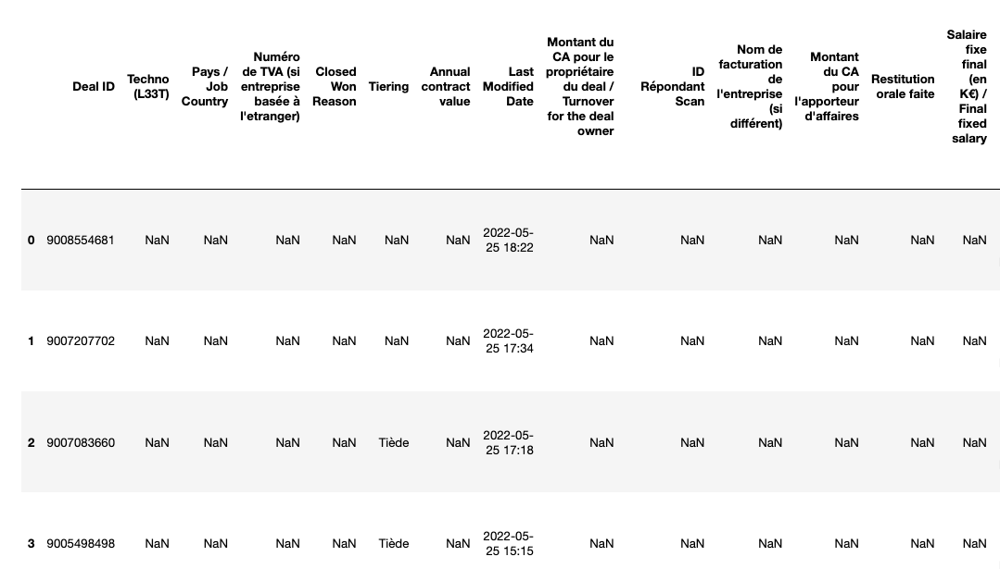 Deal ID
Techno
(L33T)
Pays /
Job
Country
Numéro
de TVA (si
entreprise
basée à
l'etranger)
Closed
Won
Reason
Tiering
Annual
contract
value
Last
Modified
Date
Montant du
CA pour le
propriétaire
du deal /
Turnover
for the deal
owner
ID
Répondant
Scan
Nom de
facturation
de
l'entreprise
(si
différent)
Montant
du CA
pour
l'apporteur
d'affaires
Restitution
orale faite
Salaire
fixe
final
(en
K€) /
Final
fixed
salary
0 9008554681 NaN NaN NaN NaN NaN NaN 2022-05-
25 18:22 NaN NaN NaN NaN NaN NaN
1 9007207702 NaN NaN NaN NaN NaN NaN 2022-05-
25 17:34 NaN NaN NaN NaN NaN NaN
2 9007083660 NaN NaN NaN NaN Tiède NaN 2022-05-
25 17:18 NaN NaN NaN NaN NaN NaN
3 9005498498 NaN NaN NaN NaN Tiède NaN 2022-05-
25 15:15 NaN NaN NaN NaN NaN NaN